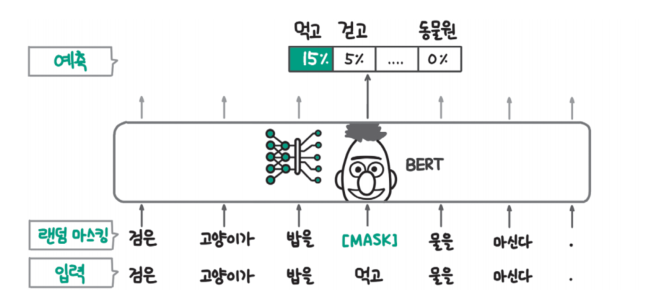 먹고 걷고 동물원
예측 15% 5% .... 0%
BERT
랜덤 마스킹 검은 고양이가 밥을 [MASK] 물을 마신다 .
입력 검은 고양이가 밥을 먹고 물을 마신다 .